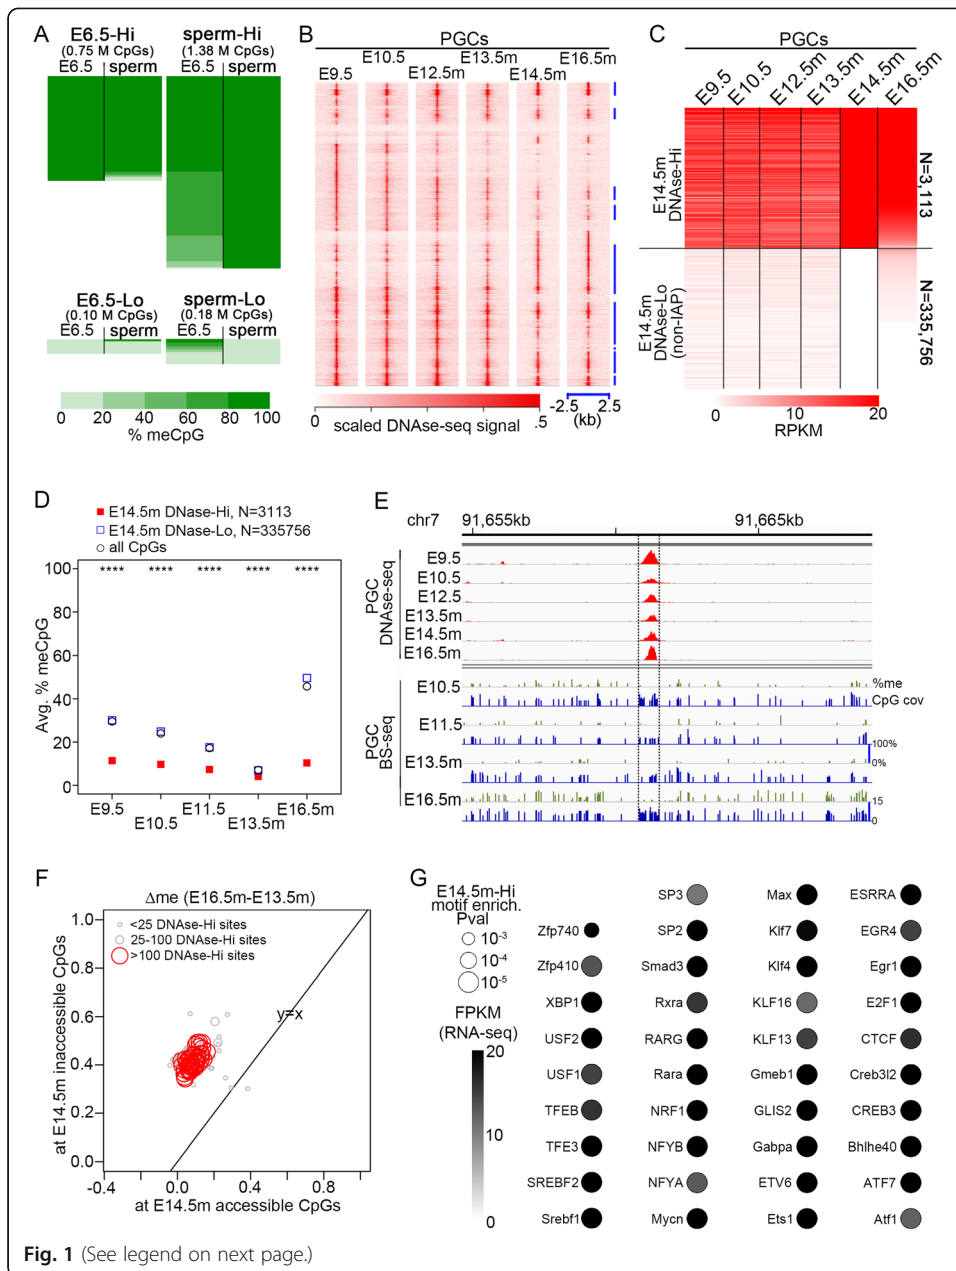 A
E6.5-Hi
(0.75 M CpGs)
E6.5 sperm
sperm-Hi
(1.38 M CpGs)
E6.5 sperm
E6.5-Lo
(0.10 M CpGs)
E6.5 sperm
sperm-Lo
(0.18 M CpGs)
E6.5 sperm
0 20 40 60 80 100
% meCpG
B
PGCs
E10.5 E13.5m E16.5m
E9.5 E12.5m E14.5m
0 .5
scaled DNAse-seq signal
-2.5 2.5
(kb)
C
PGCs
E9.5 E10.5 E12.5m E13.5m E14.5m E16.5m
E14.5m
DNAse-Hi
N=3,113
E14.5m
DNAse-Lo
(non-IAP)
N=335,756
0 20
RPKM
D
E14.5m DNase-Hi, N=3113
E14.5m DNase-Lo, N=335756
all CpGs
**** **** **** **** ****
Avg. % meCpG
100
80
60
40
20
0
E9.5 E11.5 E16.5m
E10.5 E13.5m
E
chr7 91,655kb 91,665kb
PGC
DNAse-seq
E9.5
E10.5
E12.5
E13.5m
E14.5m
E16.5m
PGC
BS-seq
E10.5
%me
CpG cov
E11.5
100%
0%
E13.5m
E16.5m
15
0
F
Δme (E16.5m-E13.5m)
<25 DNAse-Hi sites
25-100 DNAse-Hi sites
>100 DNAse-Hi sites
y=x
at E14.5m inaccessible CpGs
1.0
0.8
0.6
0.4
0.2
0.0
-0.4 0.0 0.4 0.8
at E14.5m accessible CpGs
G
E14.5m-Hi
motif enrich.
Pval
10-3
10-4
10-5
FPKM
(RNA-seq)
20
10
0
SP3 Max ESRRA
Zfp740 SP2 Klf7 EGR4
Zfp410 Smad3 Klf4 Egr1
XBP1 Rxra KLF16 E2F1
USF2 RARG KLF13 CTCF
USF1 Rara Gmeb1 Creb3l2
TFEB NRF1 GLIS2 CREB3
TFE3 NFYB Gabpa Bhlhe40
SREBF2 NFYA ETV6 ATF7
Srebf1 Mycn Ets1 Atf1
Fig. 1 (See legend on next page.)